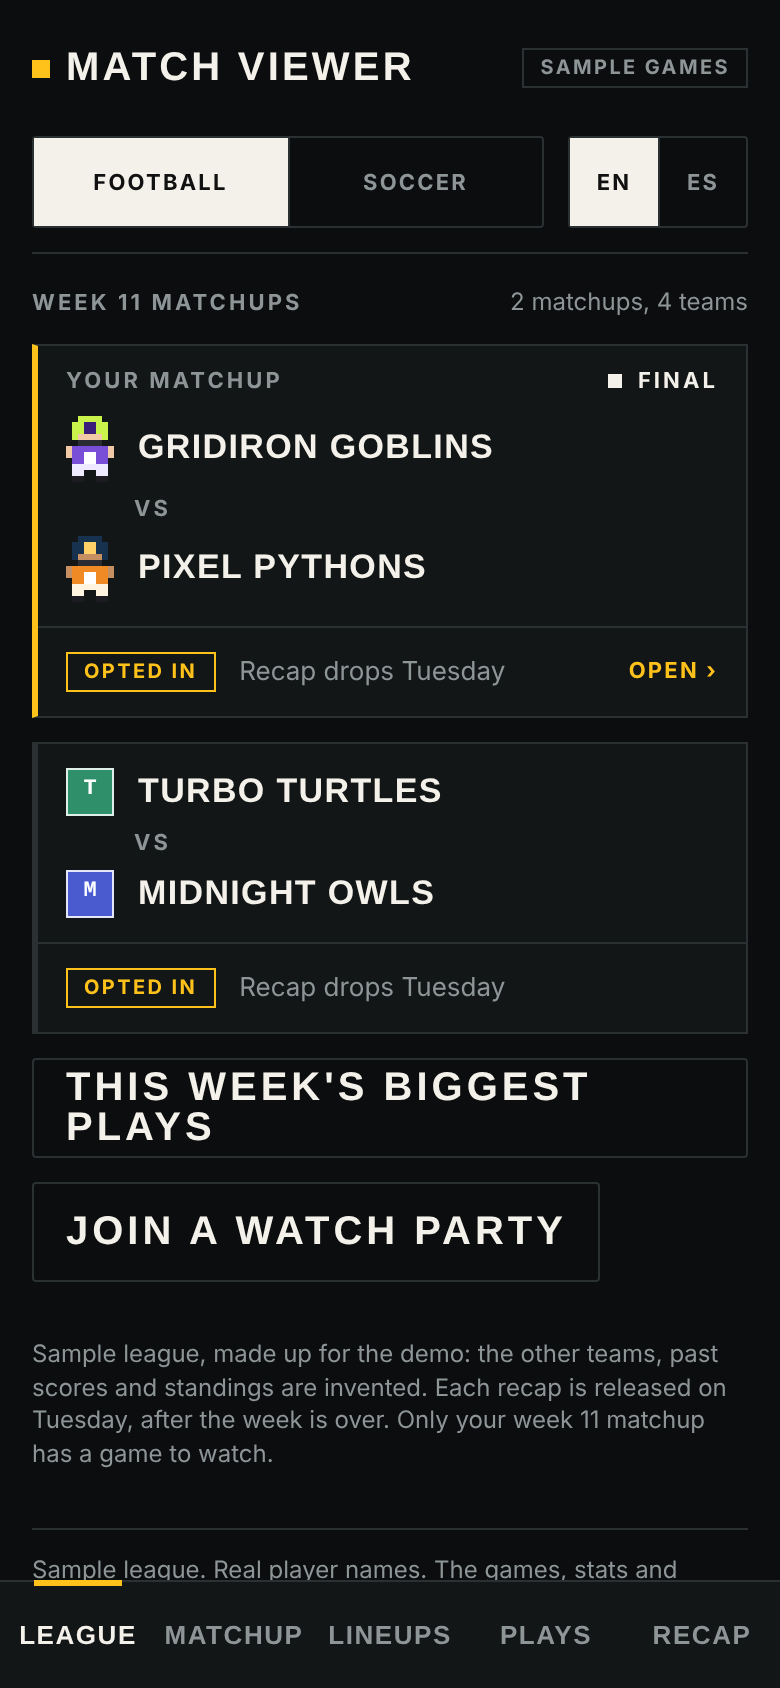 MATCH VIEWER
SAMPLE GAMES
FOOTBALL
SOCCER
EN
ES
WEEK 11 MATCHUPS
2 matchups, 4 teams
YOUR MATCHUP
FINAL
GRIDIRON GOBLINS
VS
PIXEL PYTHONS
OPTED IN
Recap drops Tuesday
OPEN ›
T
TURBO TURTLES
VS
M
MIDNIGHT OWLS
OPTED IN
Recap drops Tuesday
THIS WEEK'S BIGGEST
PLAYS
JOIN A WATCH PARTY
Sample league, made up for the demo: the other teams, past
scores and standings are invented. Each recap is released on
Tuesday, after the week is over. Only your week 11 matchup
has a game to watch.
Sample league. Real player names. The games, stats and
LEAGUE
MATCHUP
LINEUPS
PLAYS
RECAP